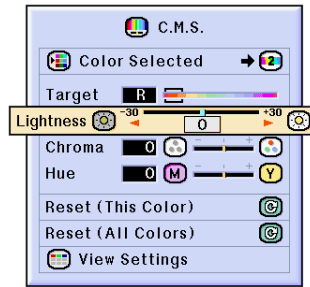 C.M.S.
Color Selected 2
Target R
Lightness -30 0 +30
Chroma 0 - +
Hue 0 M - + Y
Reset (This Color)
Reset (All Colors)
View Settings